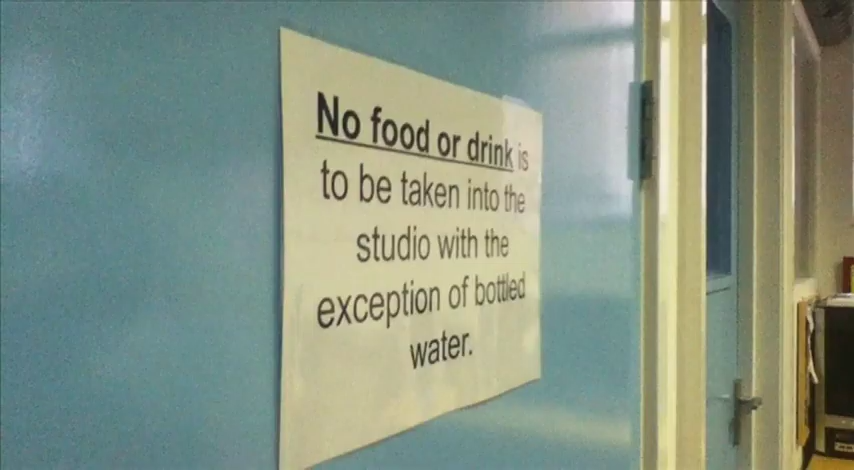 No food or drink is
to be taken into the
studio with the
exception of bottled
water.